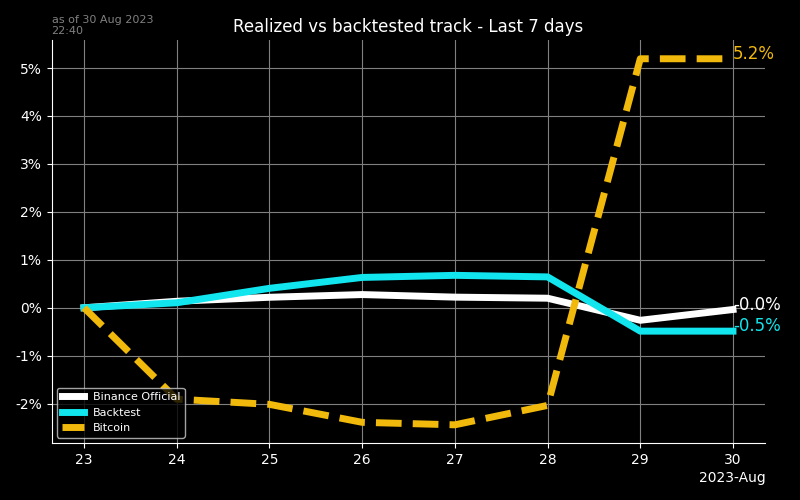 as of 30 Aug 2023
22:40
Realized vs backtested track - Last 7 days
5%
4%
3%
2%
1%
0%
-1%
-2%
5.2%
-0.0%
-0.5%
Binance Official
Backtest
Bitcoin
23 24 25 26 27 28 29 30
2023-Aug